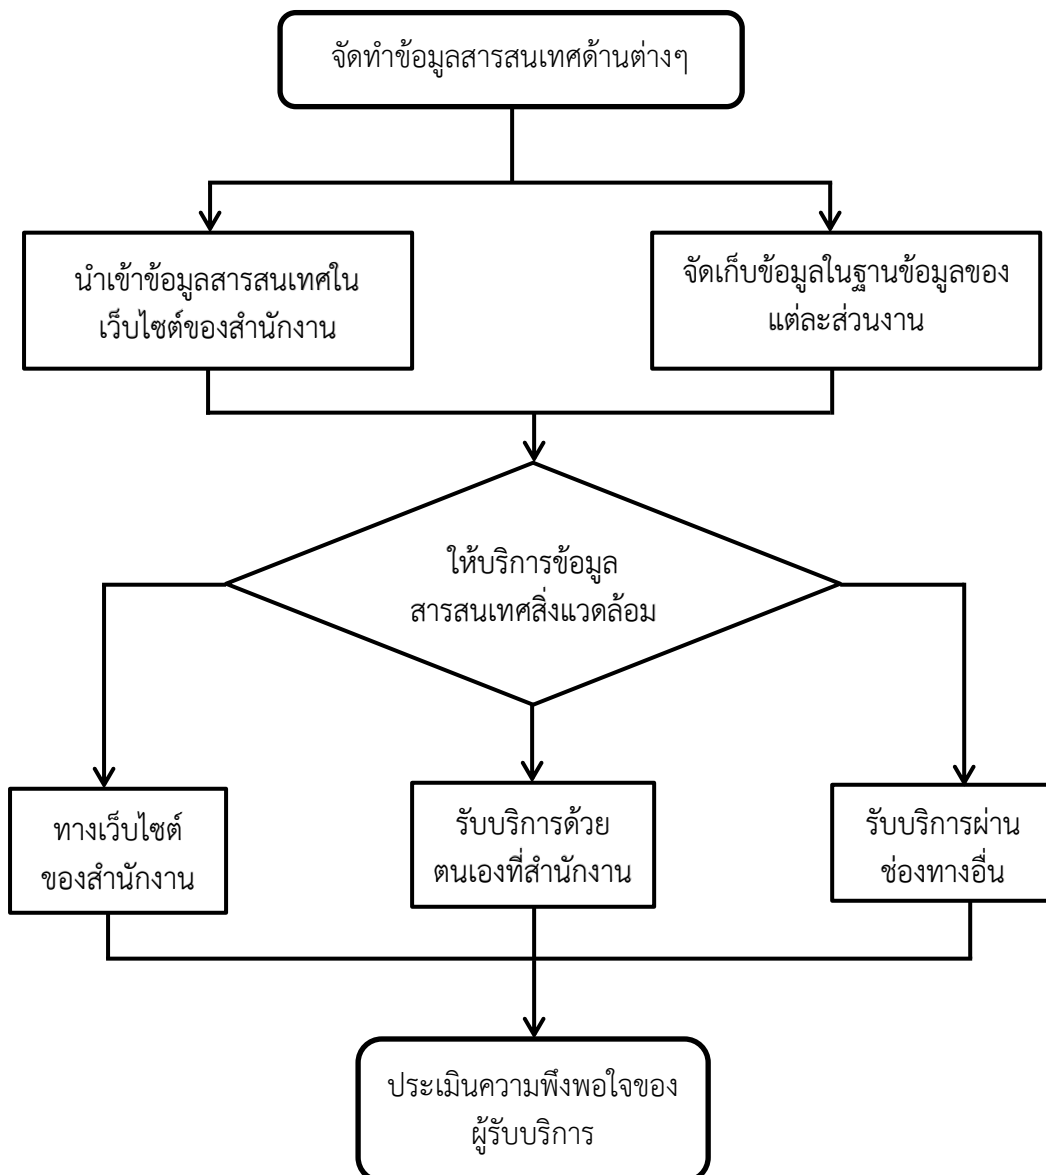 จัดทำข้อมูลสารสนเทศด้านต่างๆ
นำเข้าข้อมูลสารสนเทศใน
เว็บไซต์ของสำนักงาน
จัดเก็บข้อมูลในฐานข้อมูลของ
แต่ละส่วนงาน
ให้บริการข้อมูล
สารสนเทศสิ่งแวดล้อม
ทางเว็บไซต์
ของสำนักงาน
รับบริการด้วย
ตนเองที่สำนักงาน
รับบริการผ่าน
ช่องทางอื่น
ประเมินความพึงพอใจของ
ผู้รับบริการ